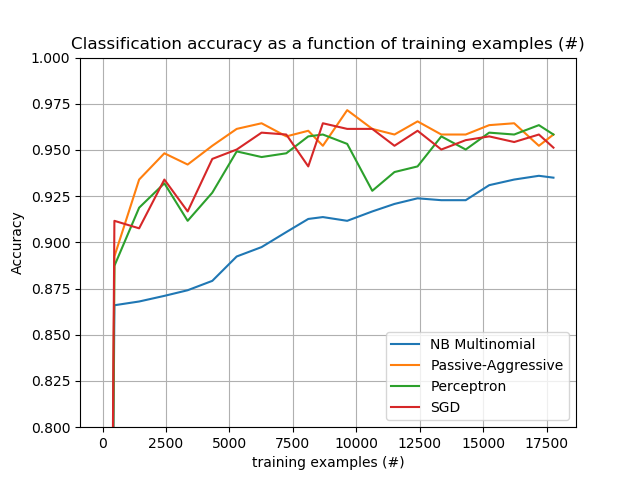 Classification accuracy as a function of training examples (#)
1.000
0.975
0.950
0.925
0.900
0.875
0.850
0.825
0.800
Accuracy
NB Multinomial
Passive-Aggressive
Perceptron
SGD
0 2500 5000 7500 10000 12500 15000 17500
training examples (#)